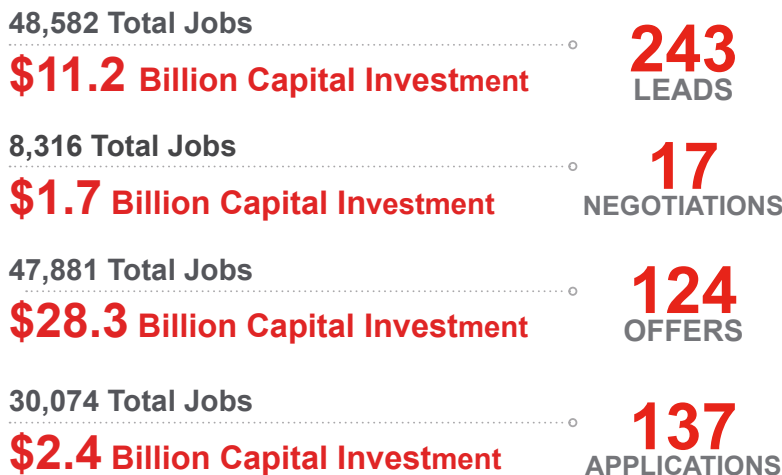 48,582 Total Jobs
$11.2 Billion Capital Investment
243
LEADS
8,316 Total Jobs
$1.7 Billion Capital Investment
17
NEGOTIATIONS
47,881 Total Jobs
$28.3 Billion Capital Investment
124
OFFERS
30,074 Total Jobs
$2.4 Billion Capital Investment
137
APPLICATIONS